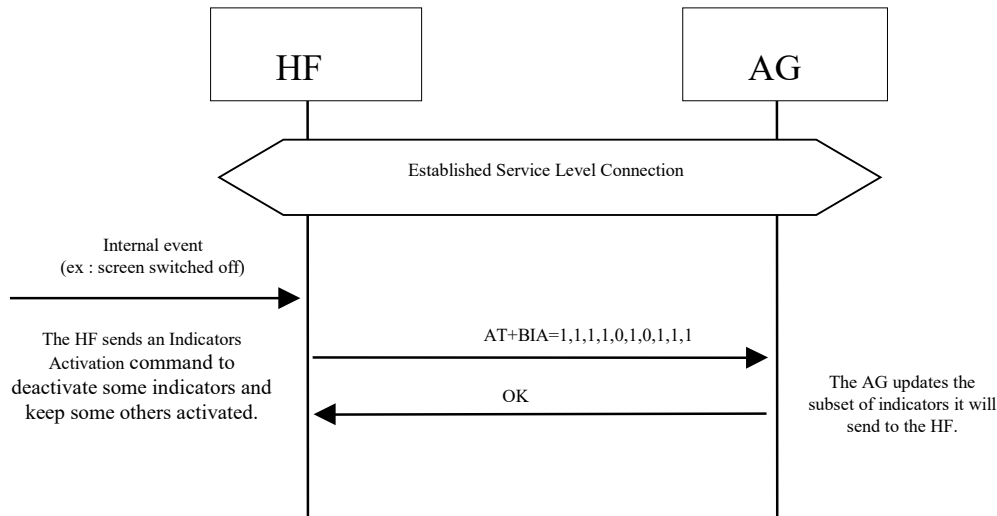 HF
AG
Established Service Level Connection
Internal event
(ex : screen switched off)
The HF sends an Indicators
Activation command to
deactivate some indicators and
keep some others activated.
AT+BIA=1,1,1,1,0,1,0,1,1,1
OK
The AG updates the
subset of indicators it will
send to the HF.